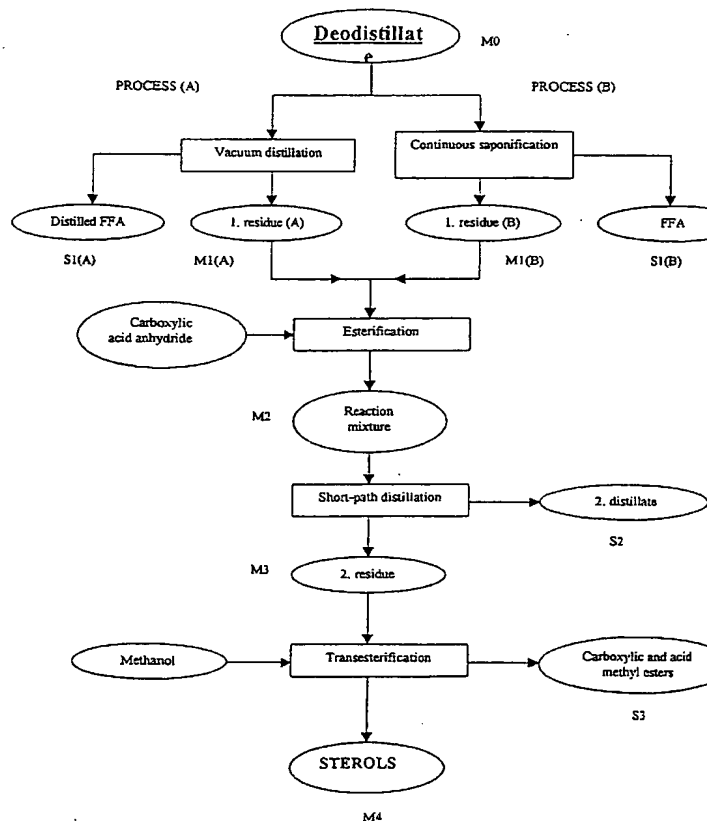 Deodistillat
e
M0
PROCESS (A)
PROCESS (B)
Vacuum distillation
Continuous saponification
Distilled FFA
1. residue (A)
1. residue (B)
FFA
S1(A)
M1(A)
M1(B)
S1(B)
Carboxylic
acid anhydride
Esterification
M2
Reaction
mixture
Short-path distillation
2. distillate
S2
M3
2. residue
Methanol
Transesterification
Carboxylic and acid
methyl esters
S3
STEROLS
M4